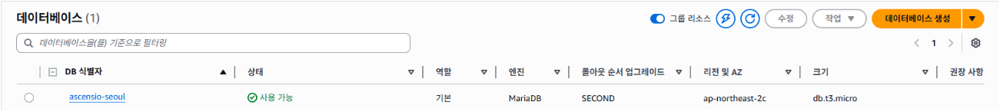 데이터베이스 (1)
그룹 리소스
수정
작업
데이터베이스 생성
데이터베이스을(를) 기준으로 필터링
1
DB 식별자 상태 역할 엔진 롤아웃 순서 업그레이드 리전 및 AZ 크기 권장 사항
ascensio-seoul 사용 가능 기본 MariaDB SECOND ap-northeast-2c db.t3.micro